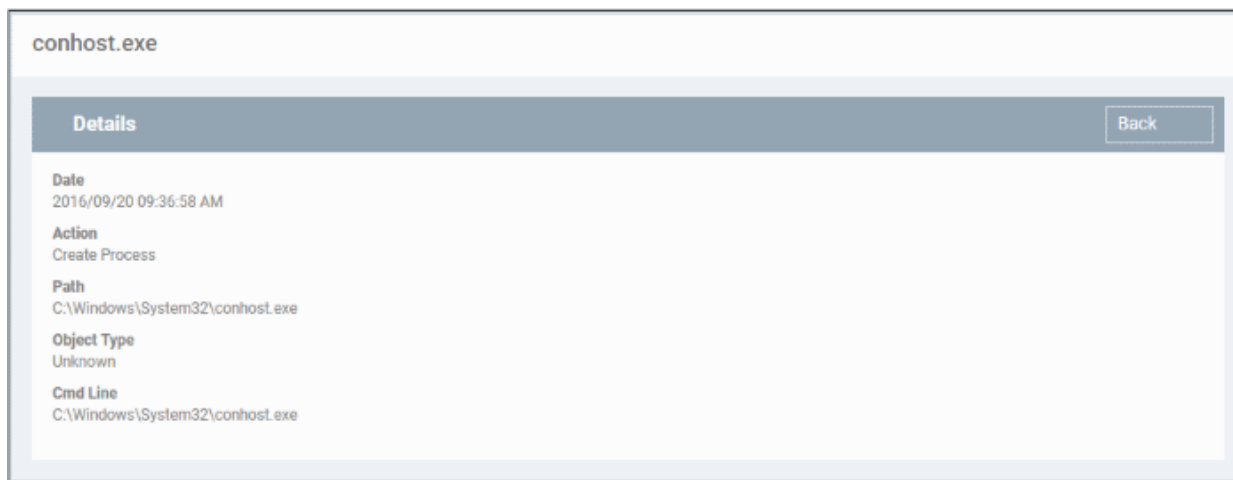 conhost.exe
Details
Back
Date
2016/09/20 09:36:58 AM
Action
Create Process
Path
C:\Windows\System32\conhost.exe
Object Type
Unknown
Cmd Line
C:\Windows\System32\conhost.exe